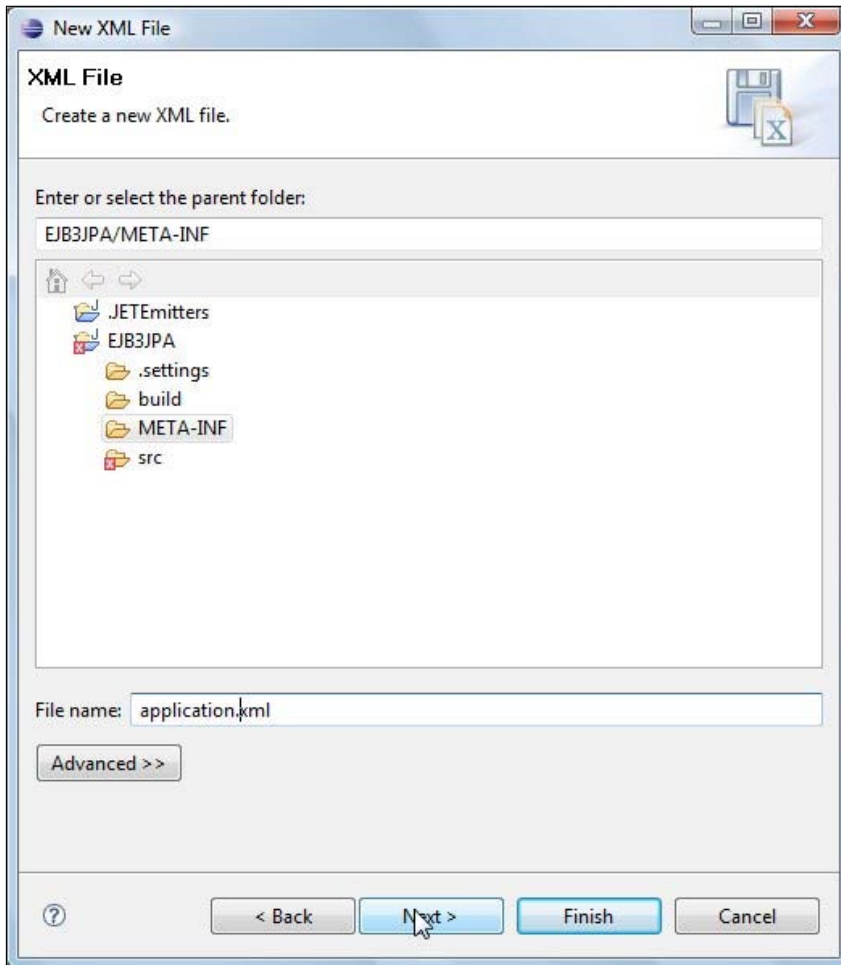 New XML File
XML File
Create a new XML file.
X
Enter or select the parent folder:
EJB3JPA/META-INF
.JETEmitters
EJB3JPA
.settings
build
META-INF
src
File name: application.xml
Advanced >>
< Back Next > Finish Cancel